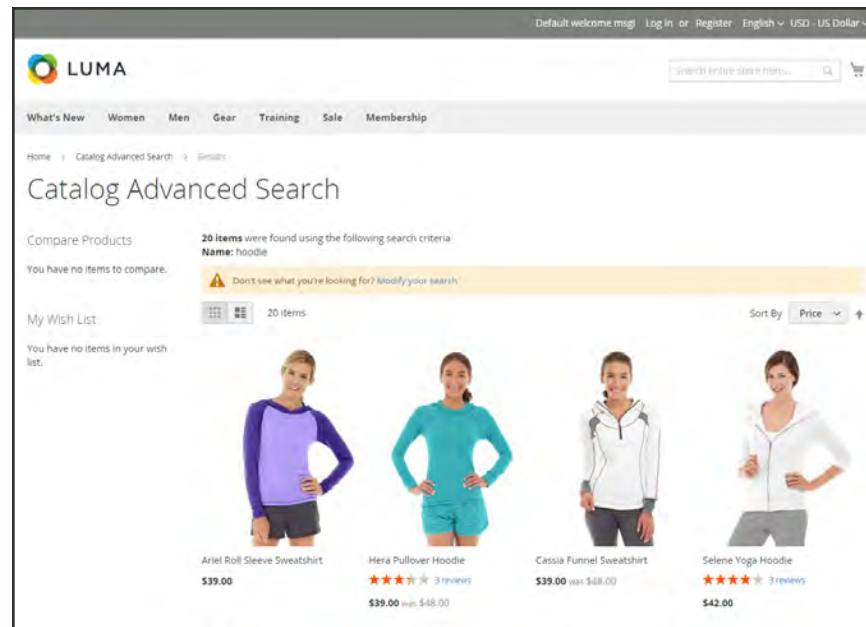 Default welcome msg! Log In or Register English USD - US Dollar
LUMA
Search entire store here...
What's New Women Men Gear Training Sale Membership
Home > Catalog Advanced Search > Results
Catalog Advanced Search
Compare Products
You have no items to compare.
My Wish List
You have no items in your wish
list.
20 items were found using the following search criteria
Name: hoodie
Don't see what you're looking for? Modify your search
20 items
Sort By Price
Ariel Roll Sleeve Sweatshirt
$39.00
Hera Pullover Hoodie
3 reviews
$39.00 was $48.00
Cassia Funnel Sweatshirt
$39.00 was $48.00
Selene Yoga Hoodie
3 reviews
$42.00